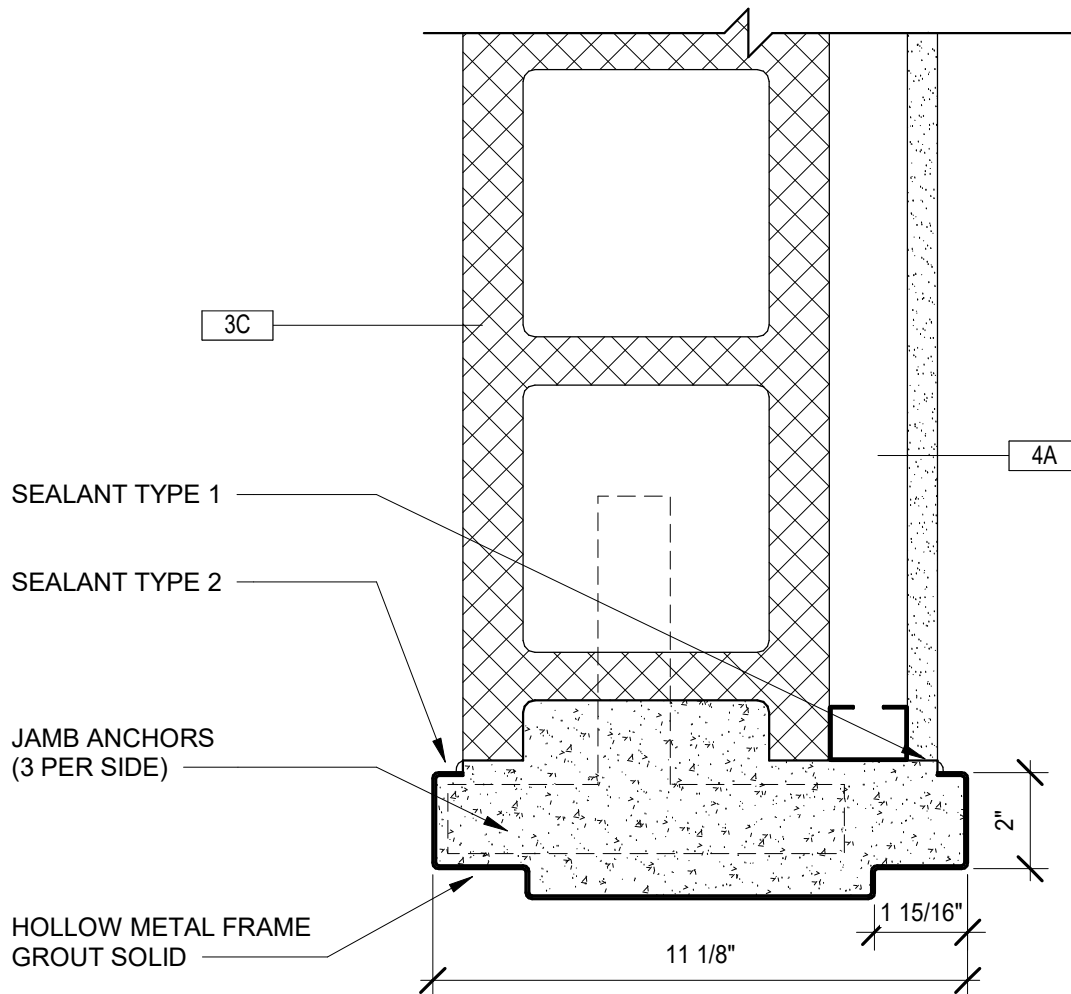 3C
4A
SEALANT TYPE 1
SEALANT TYPE 2
JAMB ANCHORS
(3 PER SIDE)
2"
HOLLOW METAL FRAME
GROUT SOLID
1 15/16"
11 1/8"